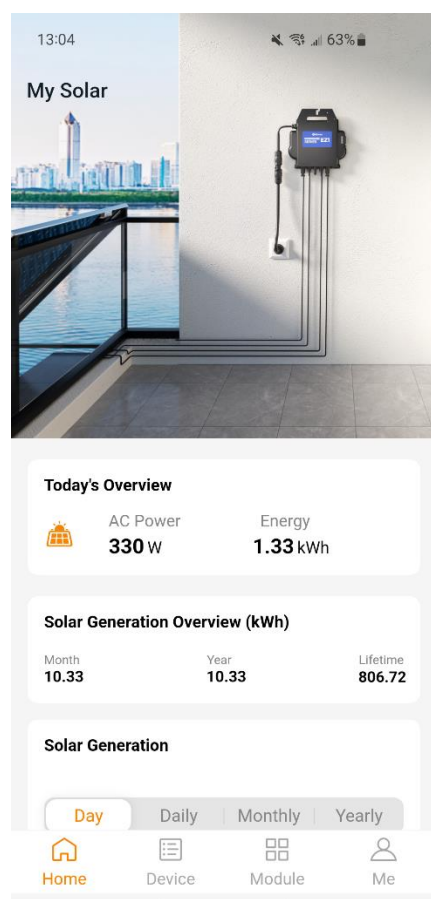 13:04 63%
My Solar
Today's Overview
AC Power Energy
330 W 1.33 kWh
Solar Generation Overview (kWh)
Month Year Lifetime
10.33 10.33 806.72
Solar Generation
Day Daily Monthly Yearly
Home Device Module Me